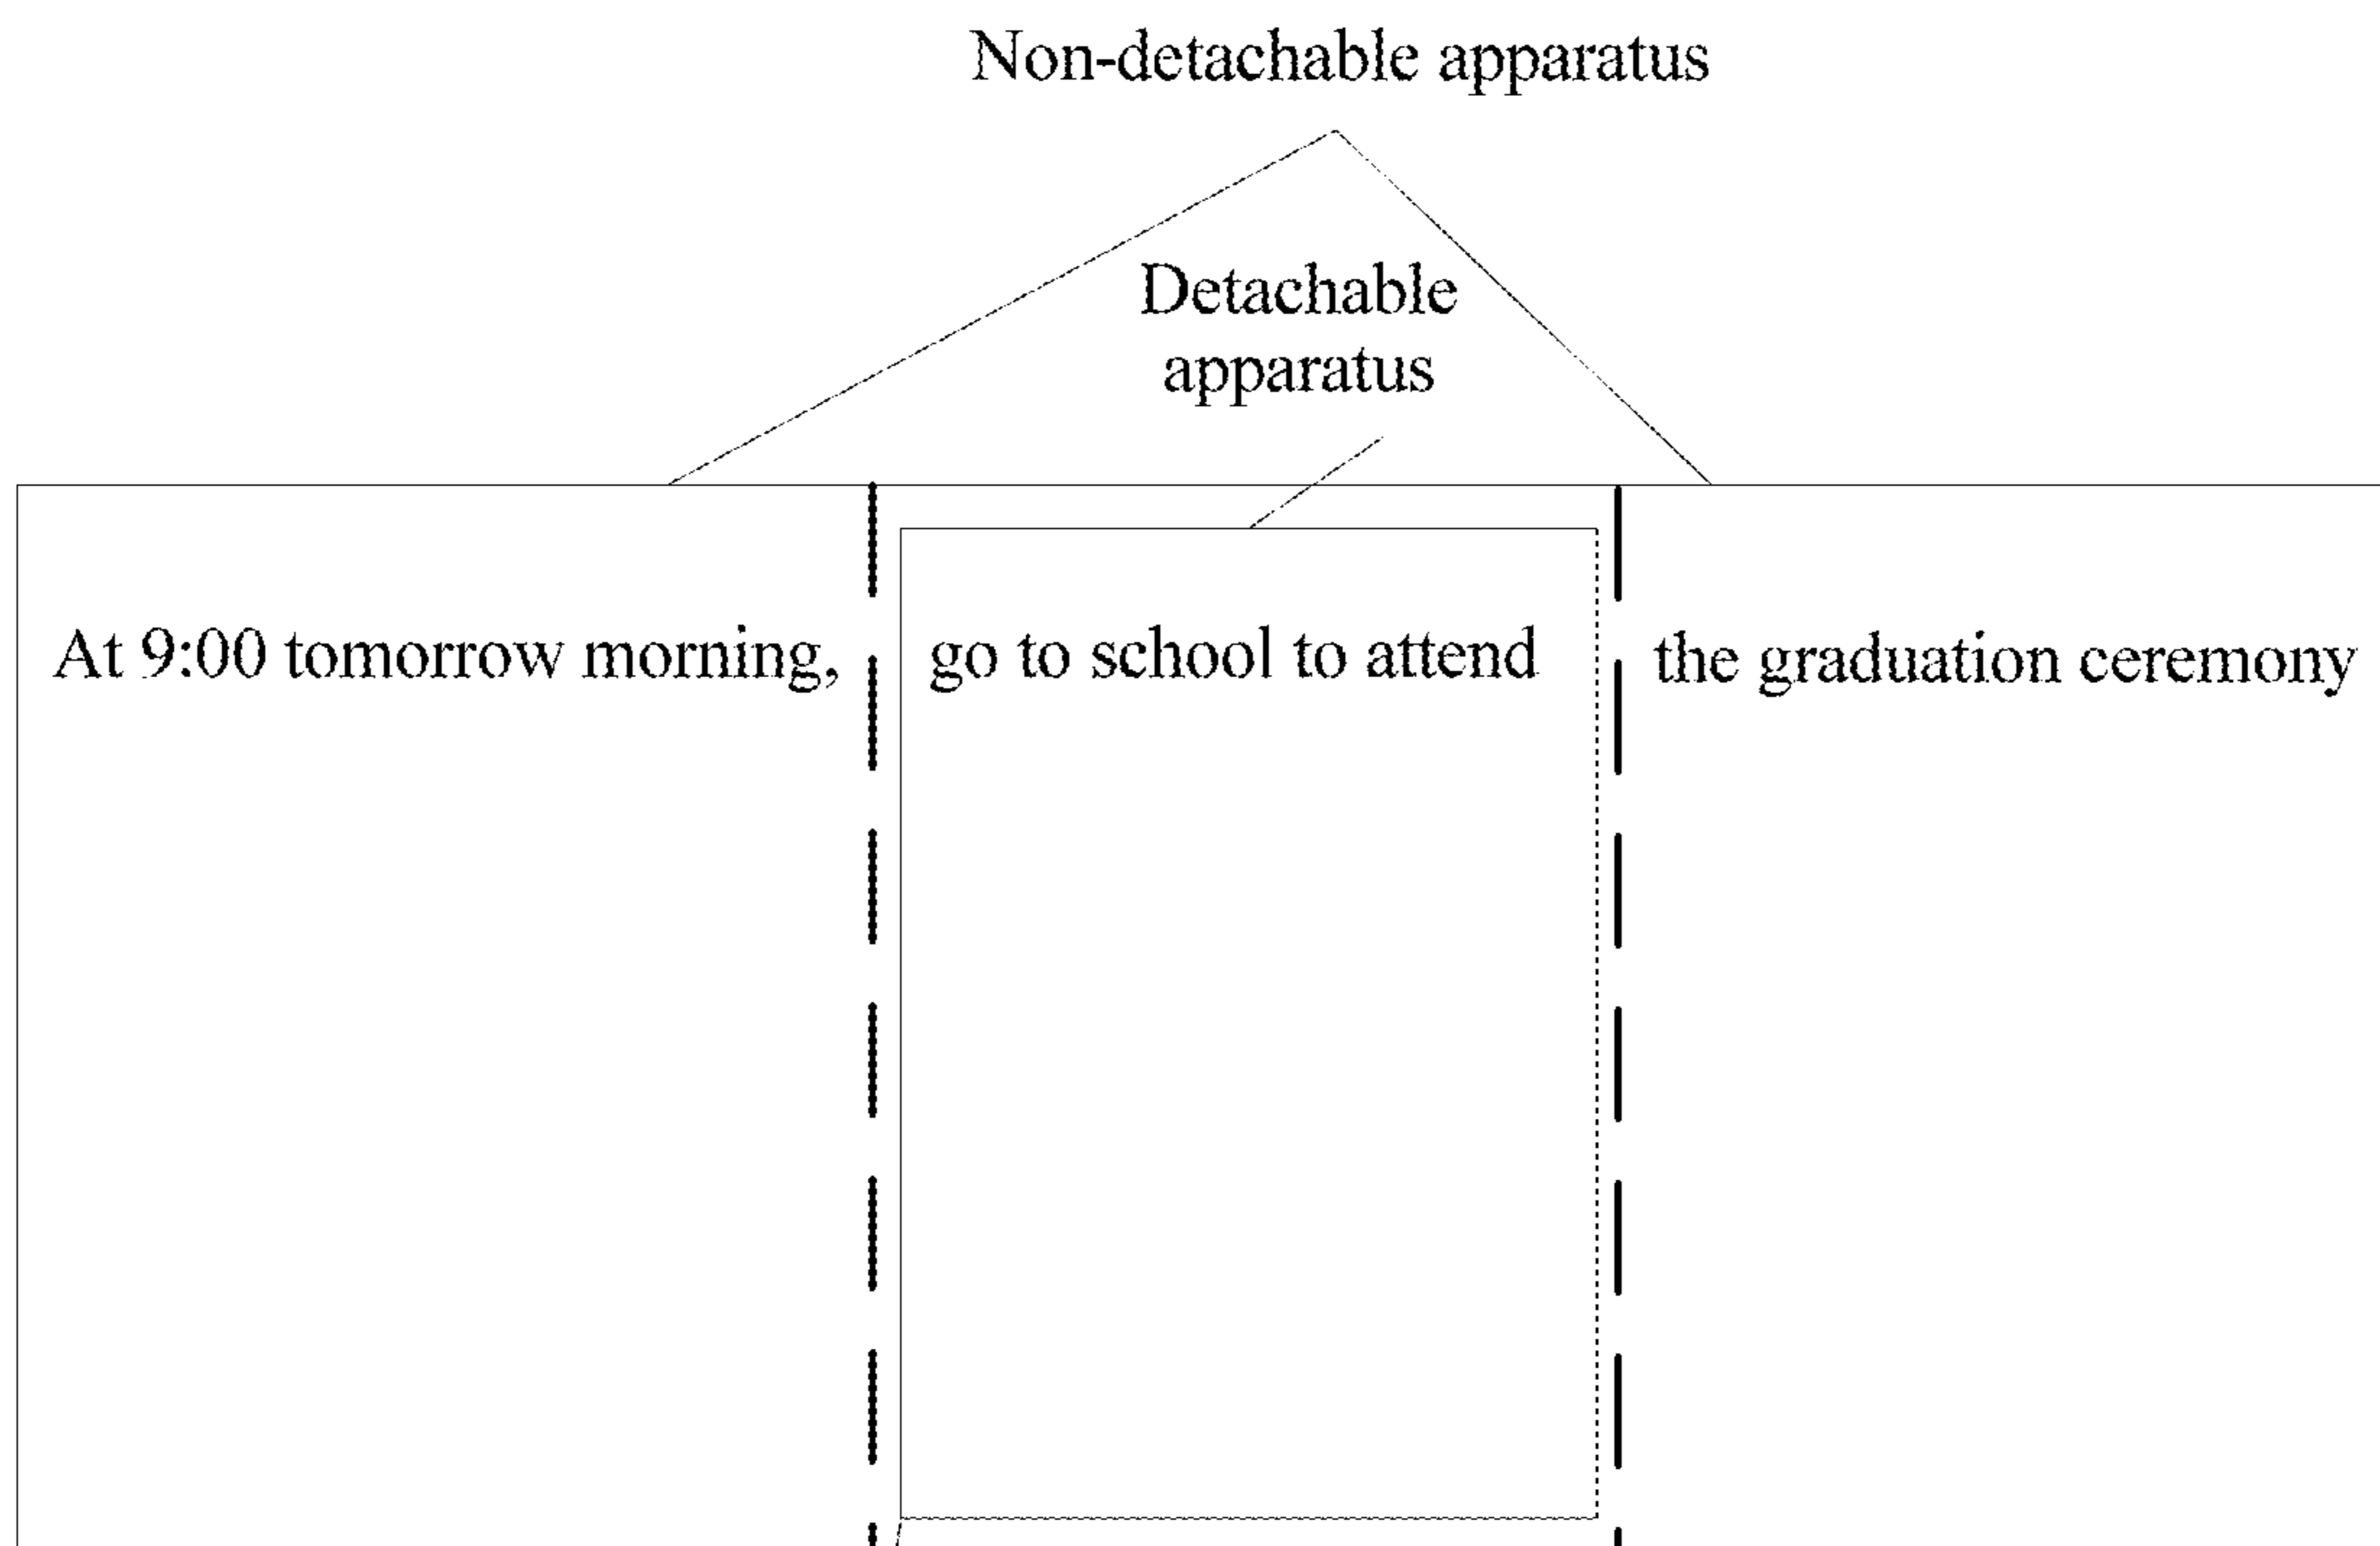 Non-detachable apparatus
Detachable
apparatus
At 9:00 tomorrow morning, go to school to attend the graduation ceremony